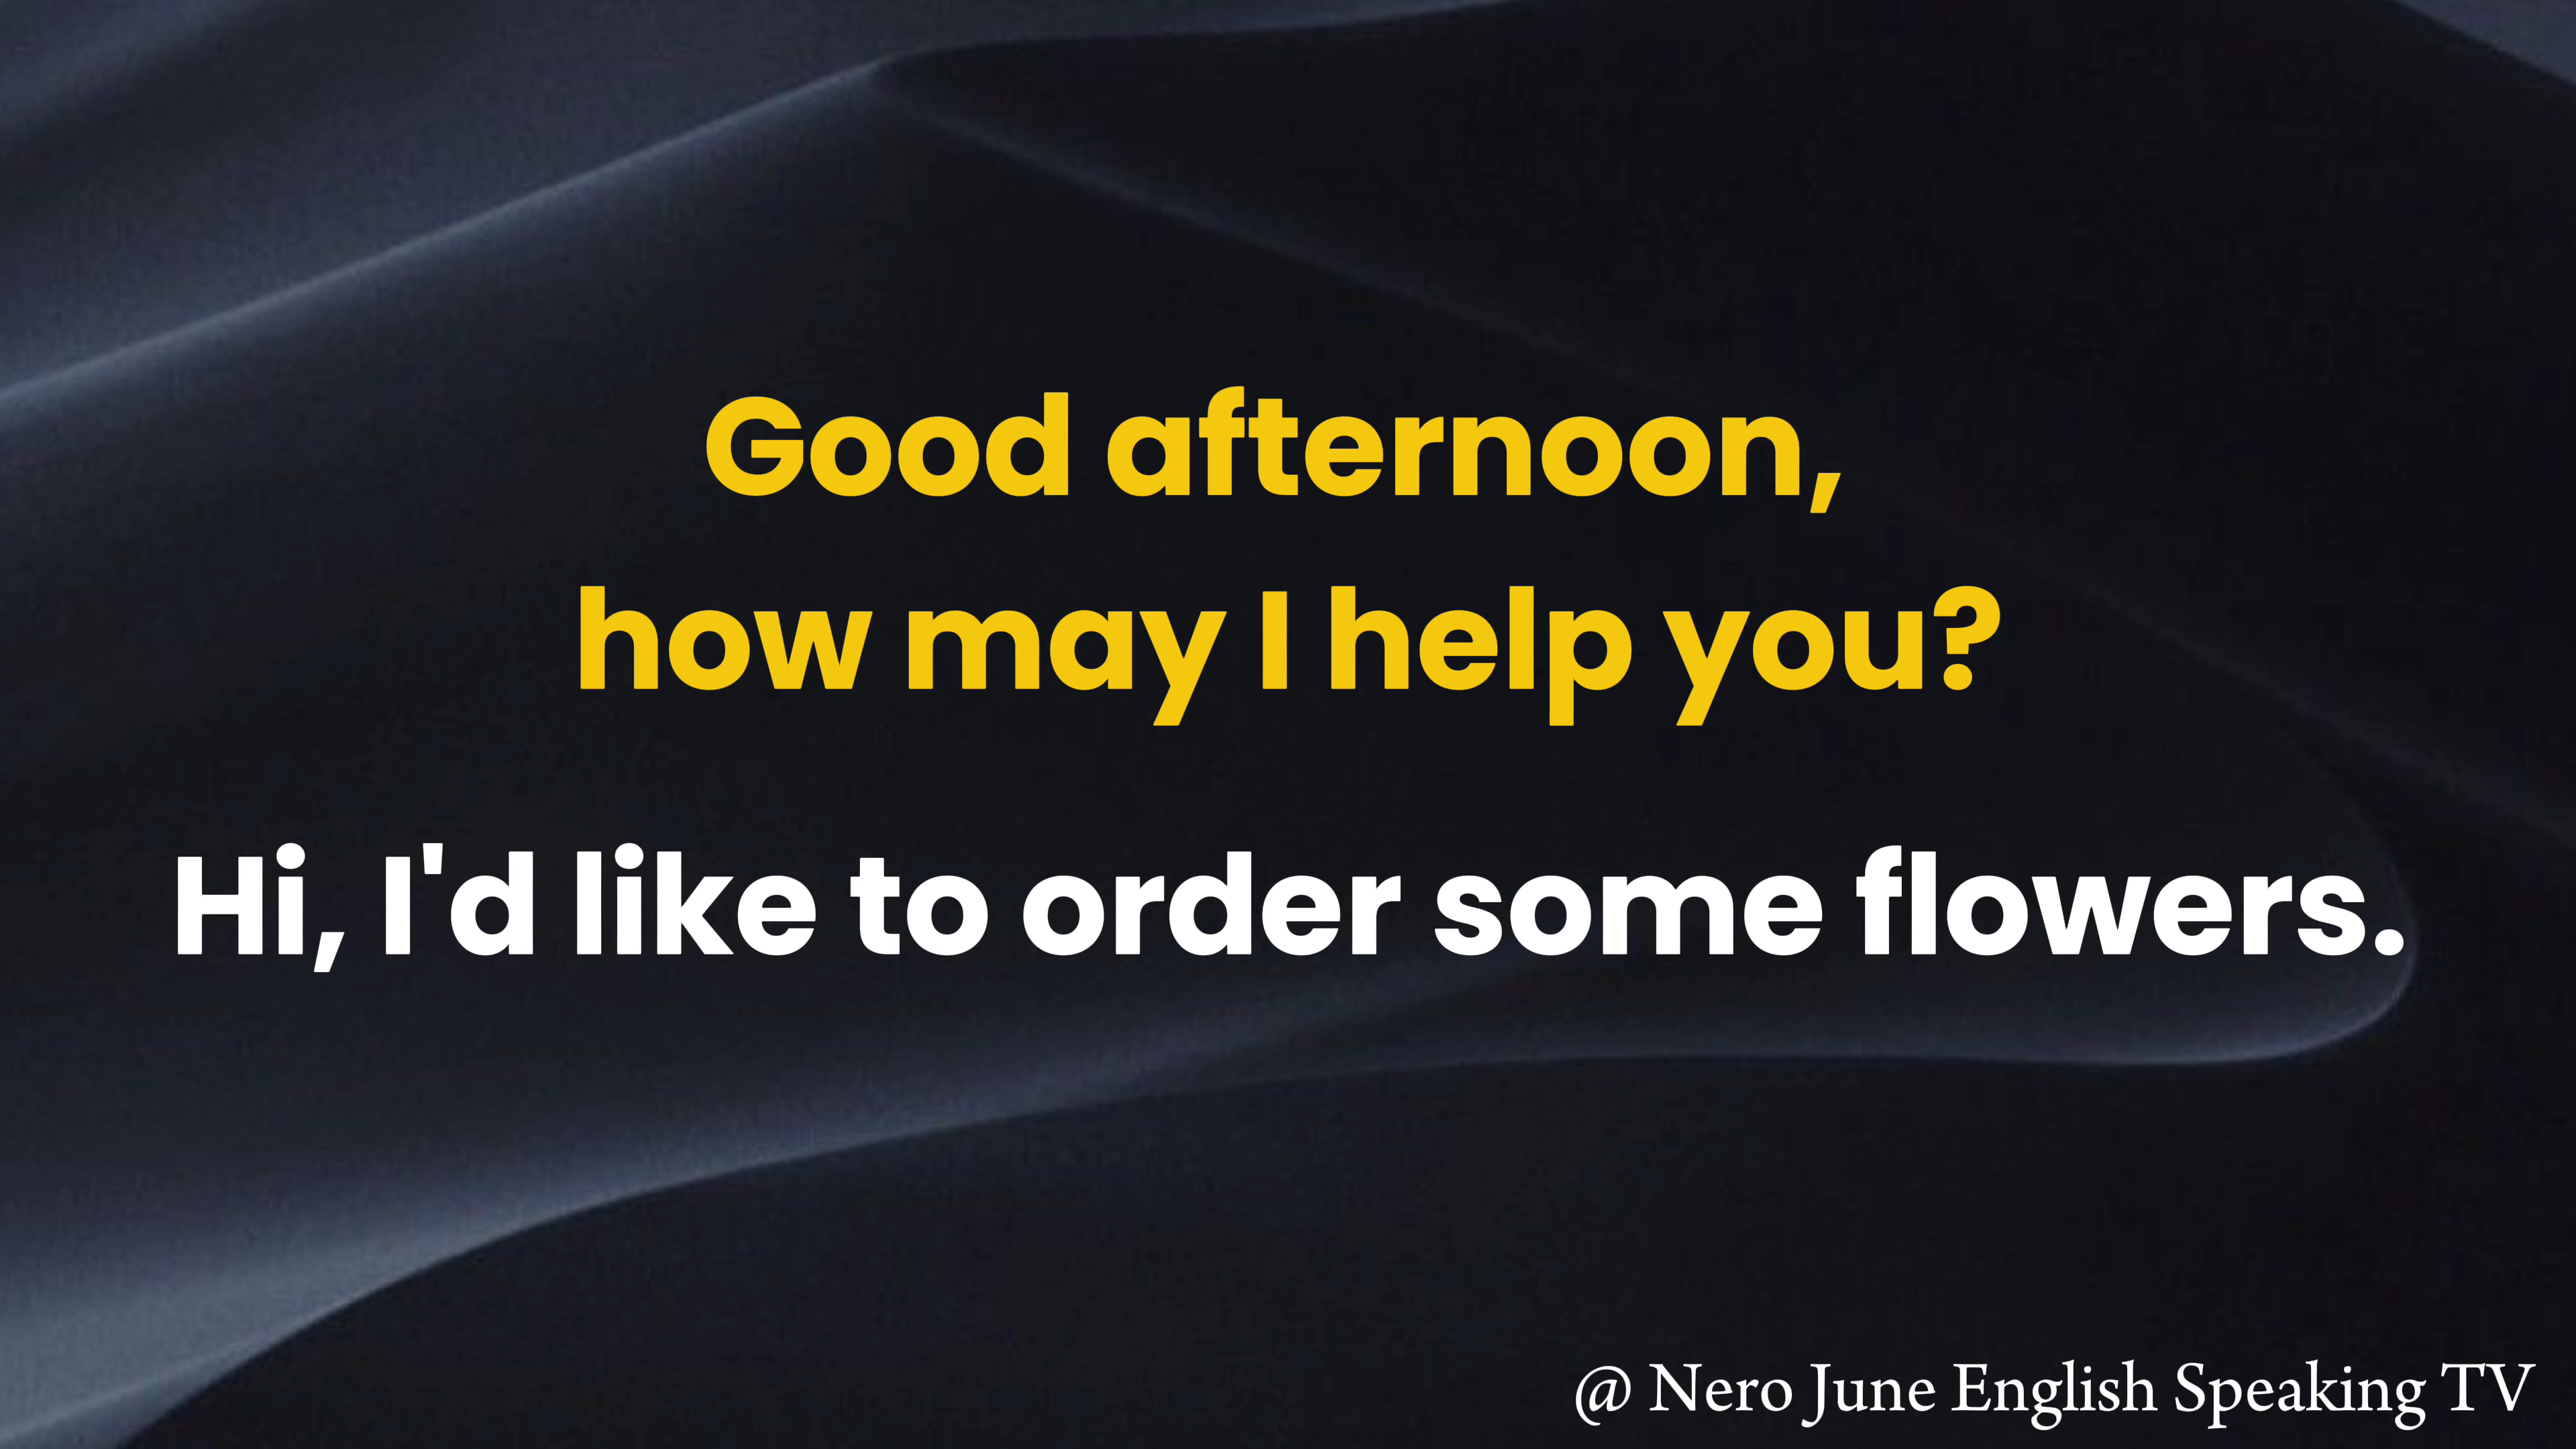 Good afternoon,
how may I help you?
Hi, I'd like to order some flowers.
@ Nero June English Speaking TV